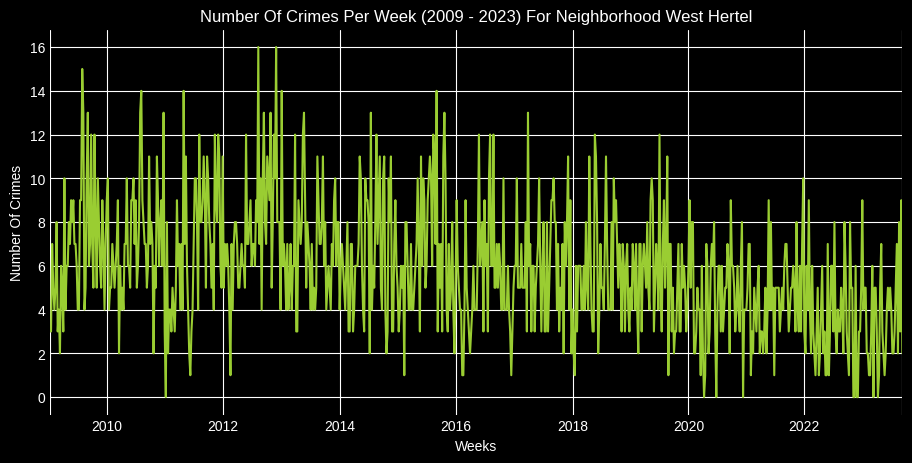 Number Of Crimes Per Week (2009 - 2023) For Neighborhood West Hertel
Number Of Crimes
16
14
12
10
8
6
4
2
0
2010 2012 2014 2016 2018 2020 2022
Weeks